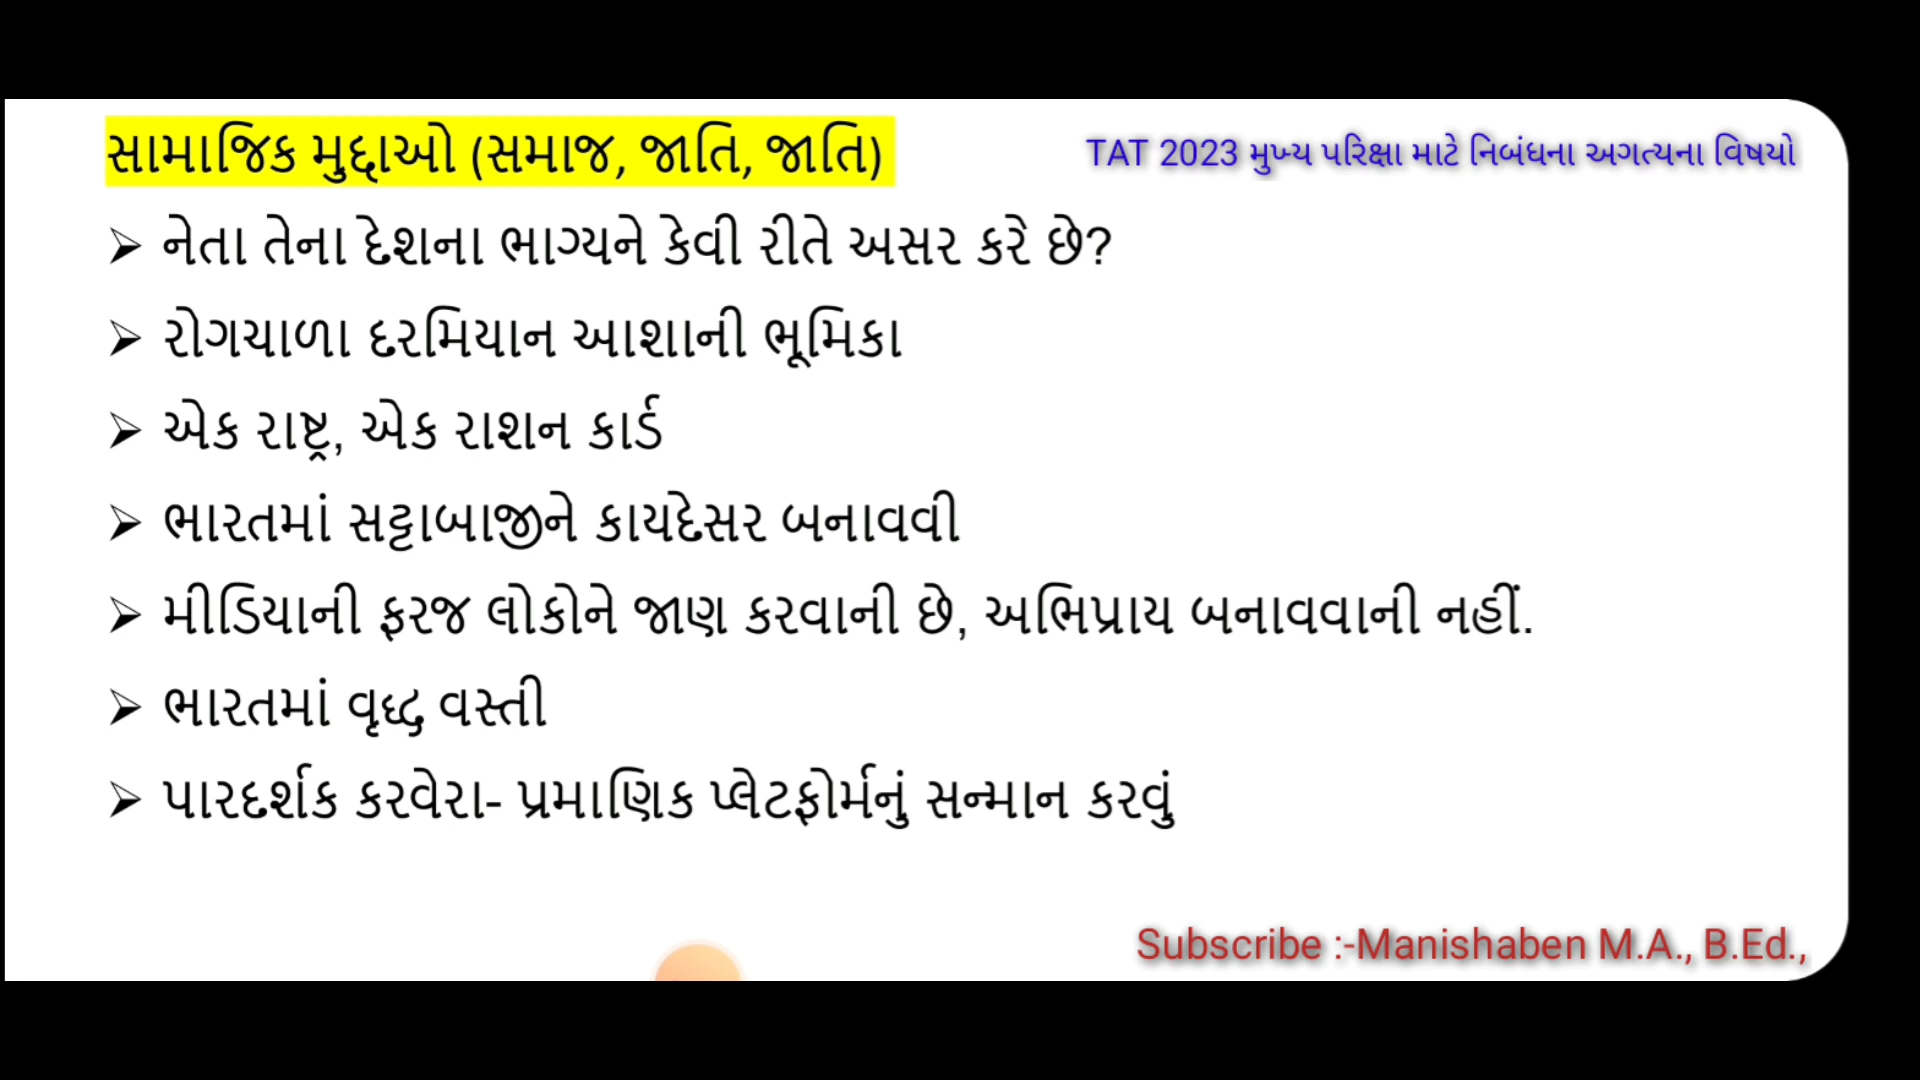 સામાજિક મુદ્દાઓ (સમાજ, જાતિ, જાતિ)
TAT 2023 મુખ્ય પરિક્ષા માટે નિબંધના અગત્યના વિષયો
➢ નેતા તેના દેશના ભાગ્યને કેવી રીતે અસર કરે છે?
➢ રોગચાળા દરમિયાન આશાની ભૂમિકા
➢ એક રાષ્ટ્ર, એક રાશન કાર્ડ
➢ ભારતમાં સટ્ટાબાજીને કાયદેસર બનાવવી
➢ મીડિયાની ફરજ લોકોને જાણ કરવાની છે, અભિપ્રાય બનાવવાની નહીં.
➢ ભારતમાં વૃદ્ધ વસ્તી
➢ પારદર્શક કરવેરા- પ્રમાણિક પ્લેટફોર્મનું સન્માન કરવું
Subscribe :-Manishaben M.A., B.Ed.,